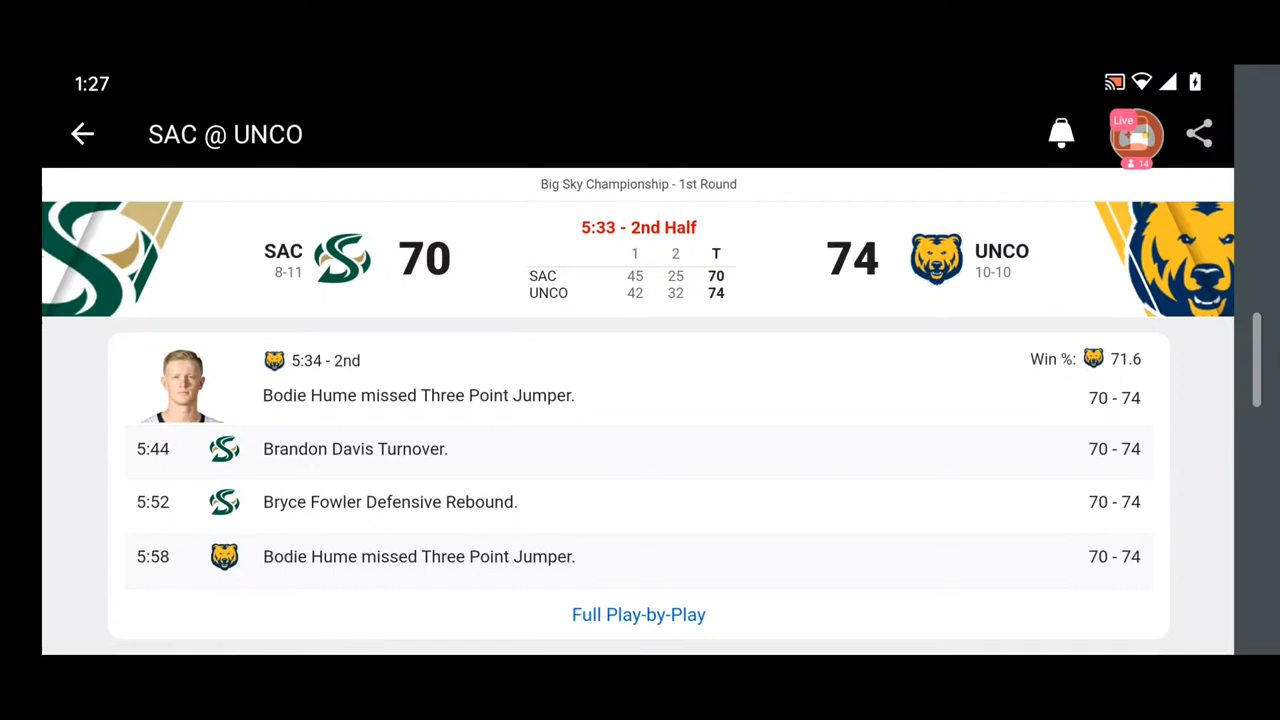 1:27
SAC @ UNCO
Live
14
Big Sky Championship - 1st Round
SAC
8-11
70
5:33 - 2nd Half
1 2 T
SAC 45 25 70
UNCO 42 32 74
74
UNCO
10-10
5:34 - 2nd
Win %: 71.6
Bodie Hume missed Three Point Jumper. 70 - 74
5:44 Brandon Davis Turnover. 70 - 74
5:52 Bryce Fowler Defensive Rebound. 70 - 74
5:58 Bodie Hume missed Three Point Jumper. 70 - 74
Full Play-by-Play